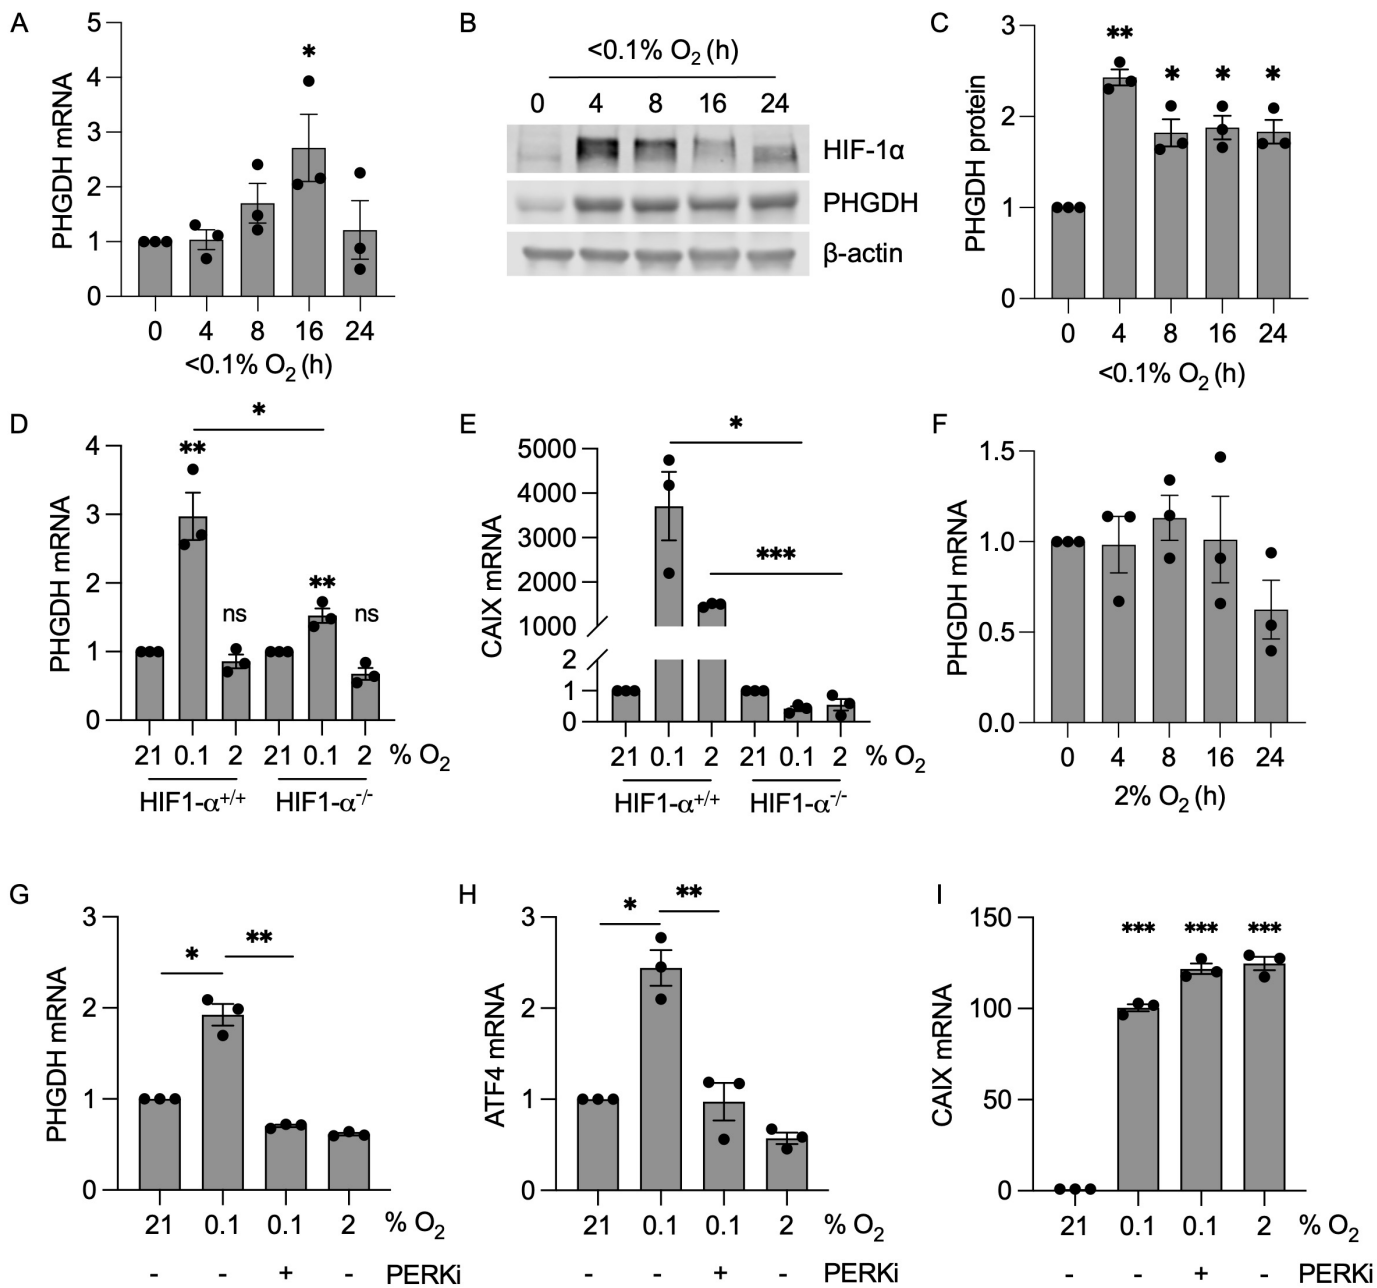 A
PHGDH mRNA
5
4
3
2
1
0
*
0 4 8 16 24
<0.1% O2 (h)
B
<0.1% O2 (h)
0 4 8 16 24
HIF-1α
PHGDH
β-actin
C
PHGDH protein
3
2
1
0
** * * *
0 4 8 16 24
<0.1% O2 (h)
D
PHGDH mRNA
4
3
2
1
0
*
** ns ** ns
21 0.1 2 21 0.1 2 % O2
HIF1-α+/+ HIF1-α-/-
E
CAIX mRNA
5000
4000
3000
2000
1000
2
1
0
*
***
21 0.1 2 21 0.1 2 % O2
HIF1-α+/+ HIF1-α-/-
F
PHGDH mRNA
1.5
1.0
0.5
0.0
0 4 8 16 24
2% O2 (h)
G
PHGDH mRNA
3
2
1
0
* **
21 0.1 0.1 2 % O2
- - + - PERKi
H
ATF4 mRNA
3
2
1
0
* **
21 0.1 0.1 2 % O2
- - + - PERKi
I
CAIX mRNA
150
100
50
0
*** *** ***
21 0.1 0.1 2 % O2
- - + - PERKi